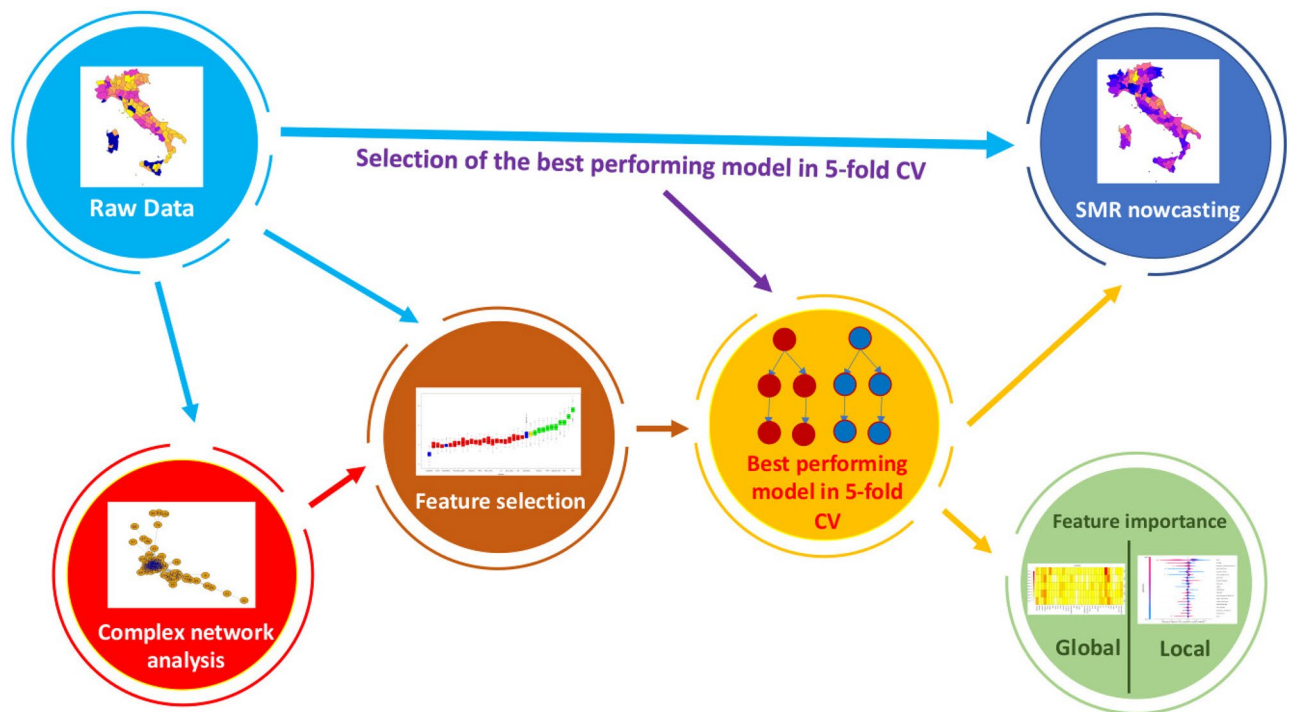 Raw Data
Selection of the best performing model in 5-fold CV
SMR nowcasting
Feature selection
Best performing
model in 5-fold
CV
Complex network
analysis
Feature importance
Global
Local